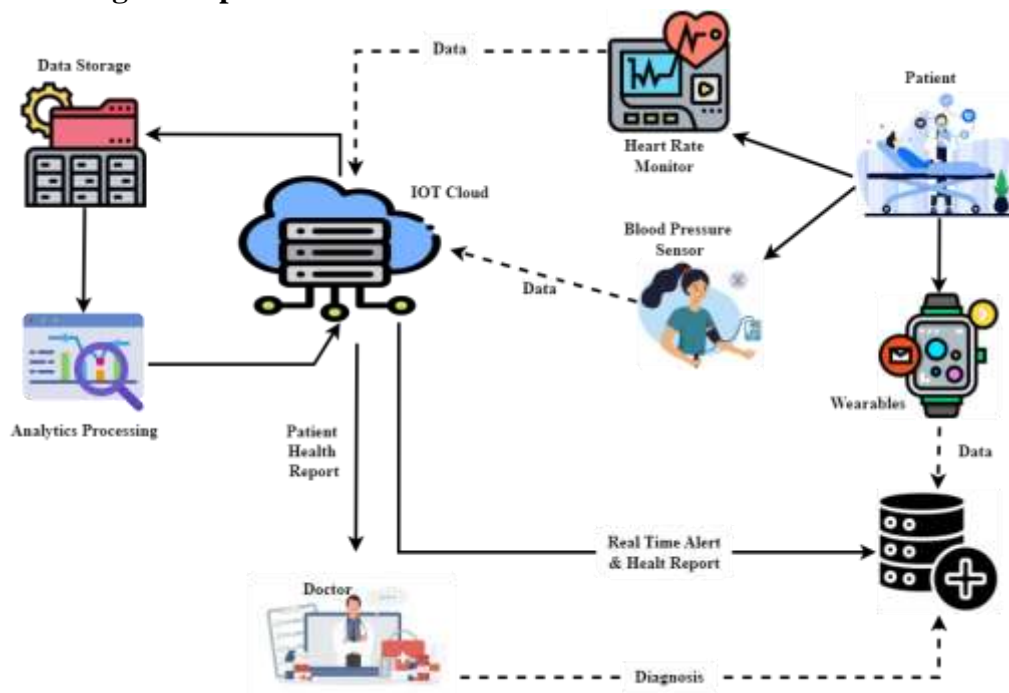 Data
Data Storage
Patient
Heart Rate
Monitor
IOT Cloud
Blood Pressure
Sensor
Data
Wearables
Analytics Processing
Patient
Health
Report
Data
Real Time Alert
& Healt Report
Doctor
Diagnosis